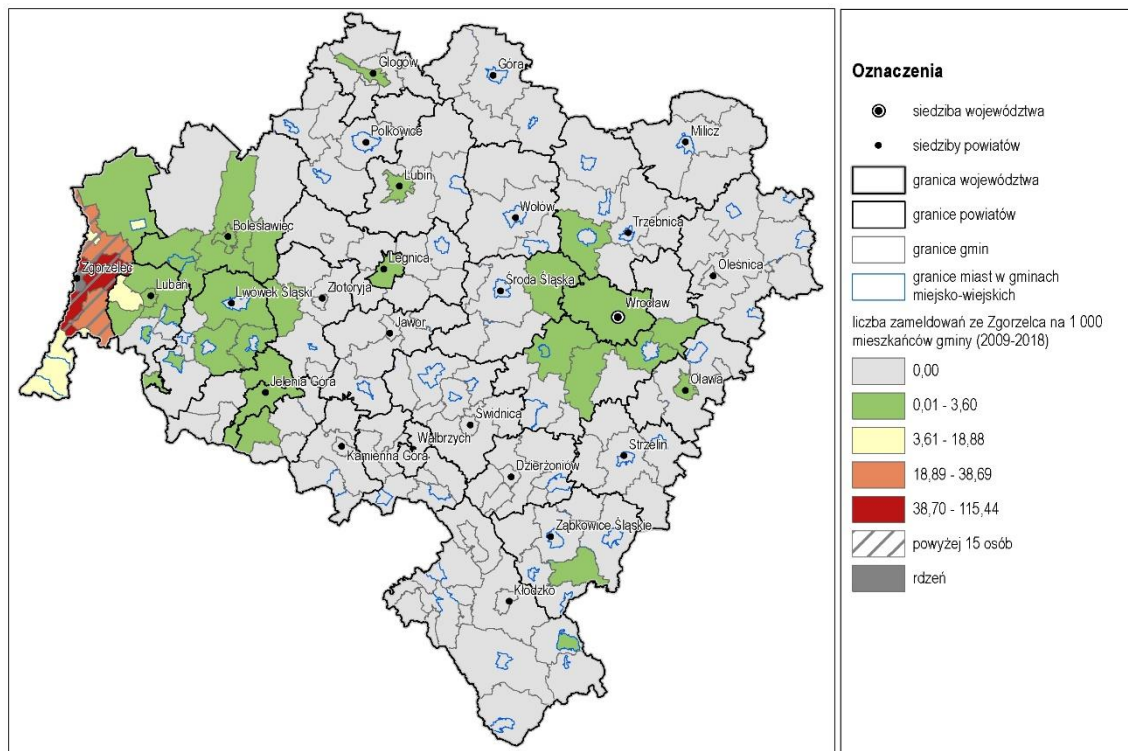 Głogów
Góra
Polkowice
Milicz
Lubin
Wołów
Trzebnica
Bolesławiec
Zgorzelec
Legnica
Oleśnica
Lubań
Lwówek Śląski
Złotoryja
Środa Śląska
Wrocław
Jawor
Jelenia Góra
Oława
Świdnica
Wałbrzych
Kamienna Góra
Strzelin
Dzierżoniów
Ząbkowice Śląskie
Kłodzko
Oznaczenia
siedziba województwa
siedziby powiatów
granica województwa
granice powiatów
granice gmin
granice miast w gminach
miejsko-wiejskich
liczba zameldowań ze Zgorzelca na 1 000
mieszkańców gminy (2009-2018)
0,00
0,01 - 3,60
3,61 - 18,88
18,89 - 38,69
38,70 - 115,44
powyżej 15 osób
rdzeń